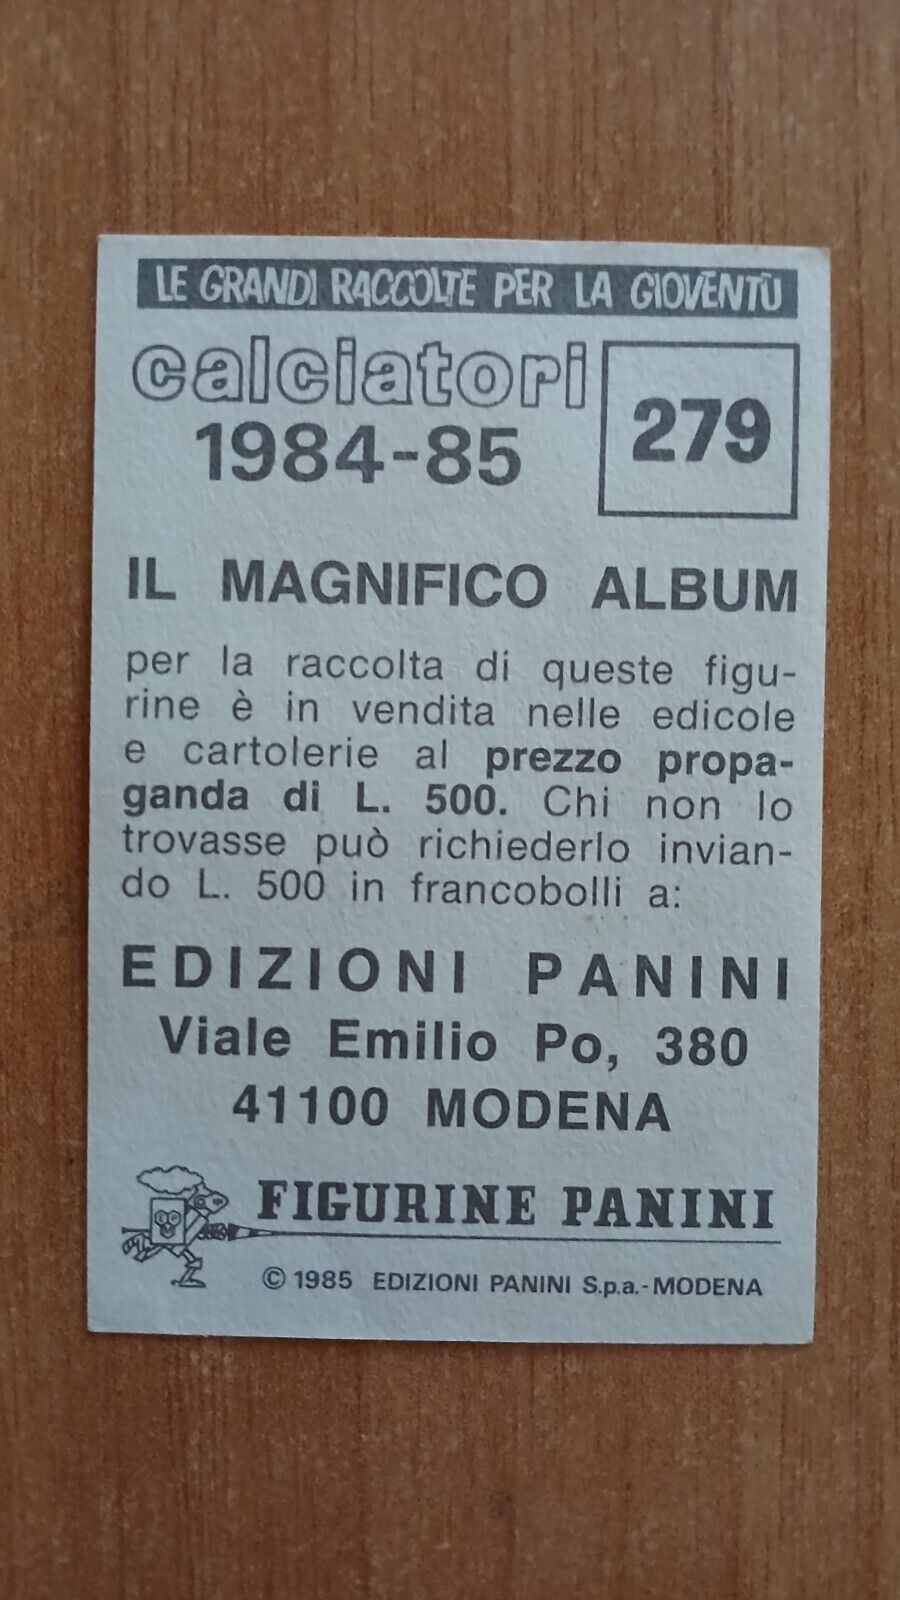 LE GRANDI RACCOLTE PER LA GIOVENTÙ
calciatori
1984-85
279
IL MAGNIFICO ALBUM
per la raccolta di queste figu-
rine è in vendita nelle edicole
e cartolerie al prezzo propa-
ganda di L. 500. Chi non lo
trovasse può richiederlo invian-
do L. 500 in francobolli a:
EDIZIONI PANINI
Viale Emilio Po, 380
41100 MODENA
FIGURINE PANINI
© 1985 EDIZIONI PANINI S.p.a.-MODENA